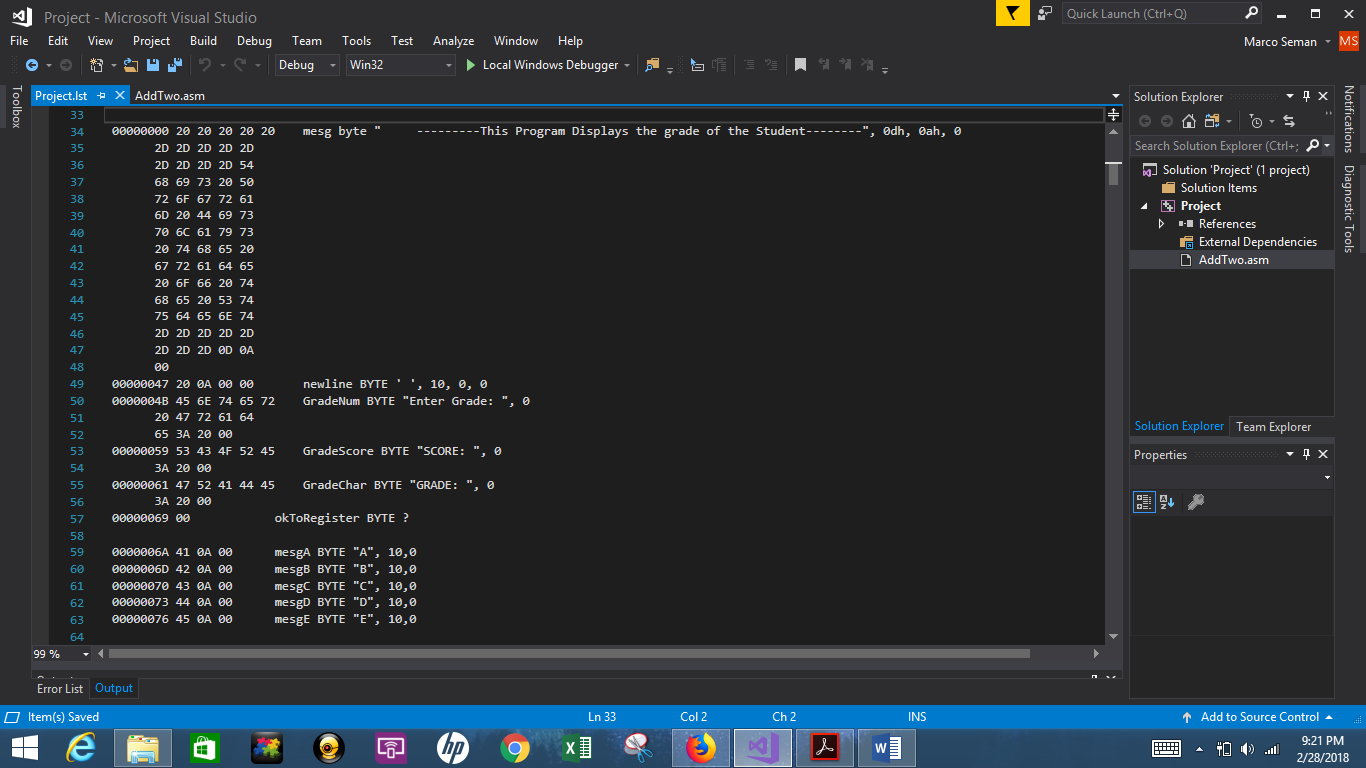 Project - Microsoft Visual Studio
Quick Launch (Ctrl+Q)
File Edit View Project Build Debug Team Tools Test Analyze Window Help
Marco Seman MS
Debug Win32 Local Windows Debugger
Toolbox
Project.lst AddTwo.asm
33
34 00000000 20 20 20 20 20 mesg byte "     ---------This Program Displays the grade of the Student--------", 0dh, 0ah, 0
35 2D 2D 2D 2D 2D
36 2D 2D 2D 2D 54
37 68 69 73 20 50
38 72 6F 67 72 61
39 6D 20 44 69 73
40 70 6C 61 79 73
41 20 74 68 65 20
42 67 72 61 64 65
43 20 6F 66 20 74
44 68 65 20 53 74
45 75 64 65 6E 74
46 2D 2D 2D 2D 2D
47 2D 2D 2D 0D 0A
48 00
49 00000047 20 0A 00 00 newline BYTE ' ', 10, 0, 0
50 0000004B 45 6E 74 65 72 GradeNum BYTE "Enter Grade: ", 0
51 20 47 72 61 64
52 65 3A 20 00
53 00000059 53 43 4F 52 45 GradeScore BYTE "SCORE: ", 0
54 3A 20 00
55 00000061 47 52 41 44 45 GradeChar BYTE "GRADE: ", 0
56 3A 20 00
57 00000069 00 okToRegister BYTE ?
58
59 0000006A 41 0A 00 mesgA BYTE "A", 10,0
60 0000006D 42 0A 00 mesgB BYTE "B", 10,0
61 00000070 43 0A 00 mesgC BYTE "C", 10,0
62 00000073 44 0A 00 mesgD BYTE "D", 10,0
63 00000076 45 0A 00 mesgE BYTE "E", 10,0
64
99 %
Error List Output
Solution Explorer
Search Solution Explorer (Ctrl+;
Solution 'Project' (1 project)
Solution Items
Project
References
External Dependencies
AddTwo.asm
Solution Explorer Team Explorer
Properties
Notifications
Diagnostic Tools
Item(s) Saved Ln 33 Col 2 Ch 2 INS Add to Source Control
hp
9:21 PM
2/28/2018